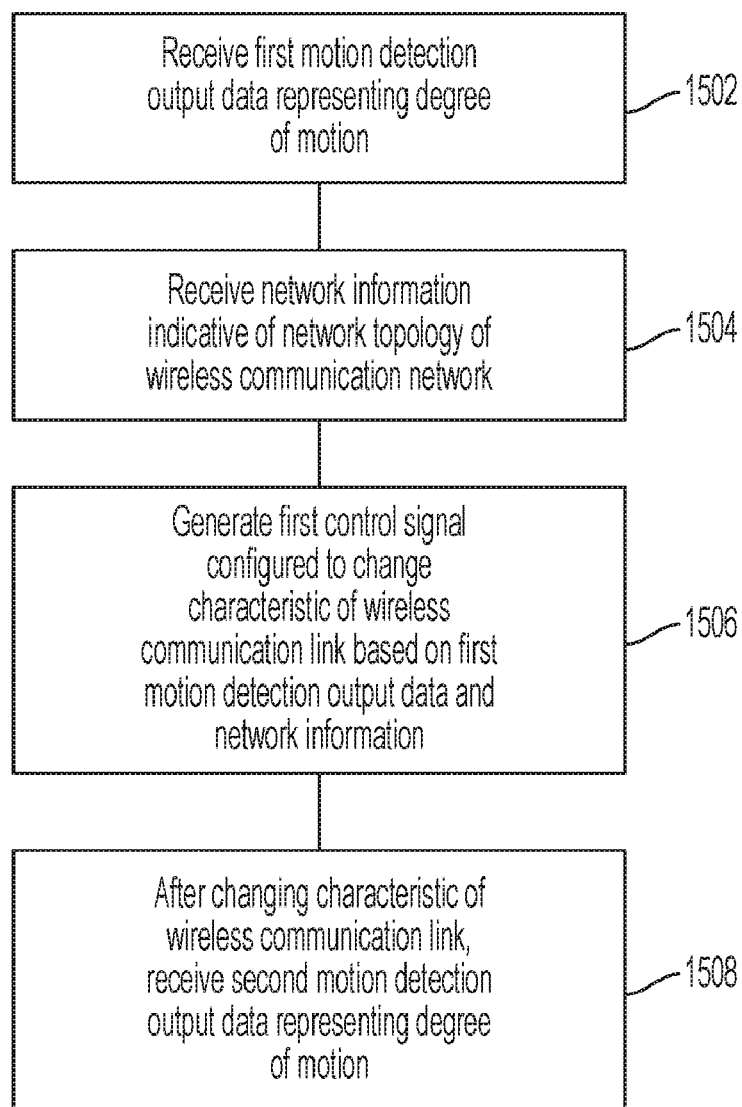 Receive first motion detection
output data representing degree
of motion
1502
Receive network information
indicative of network topology of
wireless communication network
1504
Generate first control signal
configured to change
characteristic of wireless
communication link based on first
motion detection output data and
network information
1506
After changing characteristic of
wireless communication link,
receive second motion detection
output data representing degree
of motion
1508